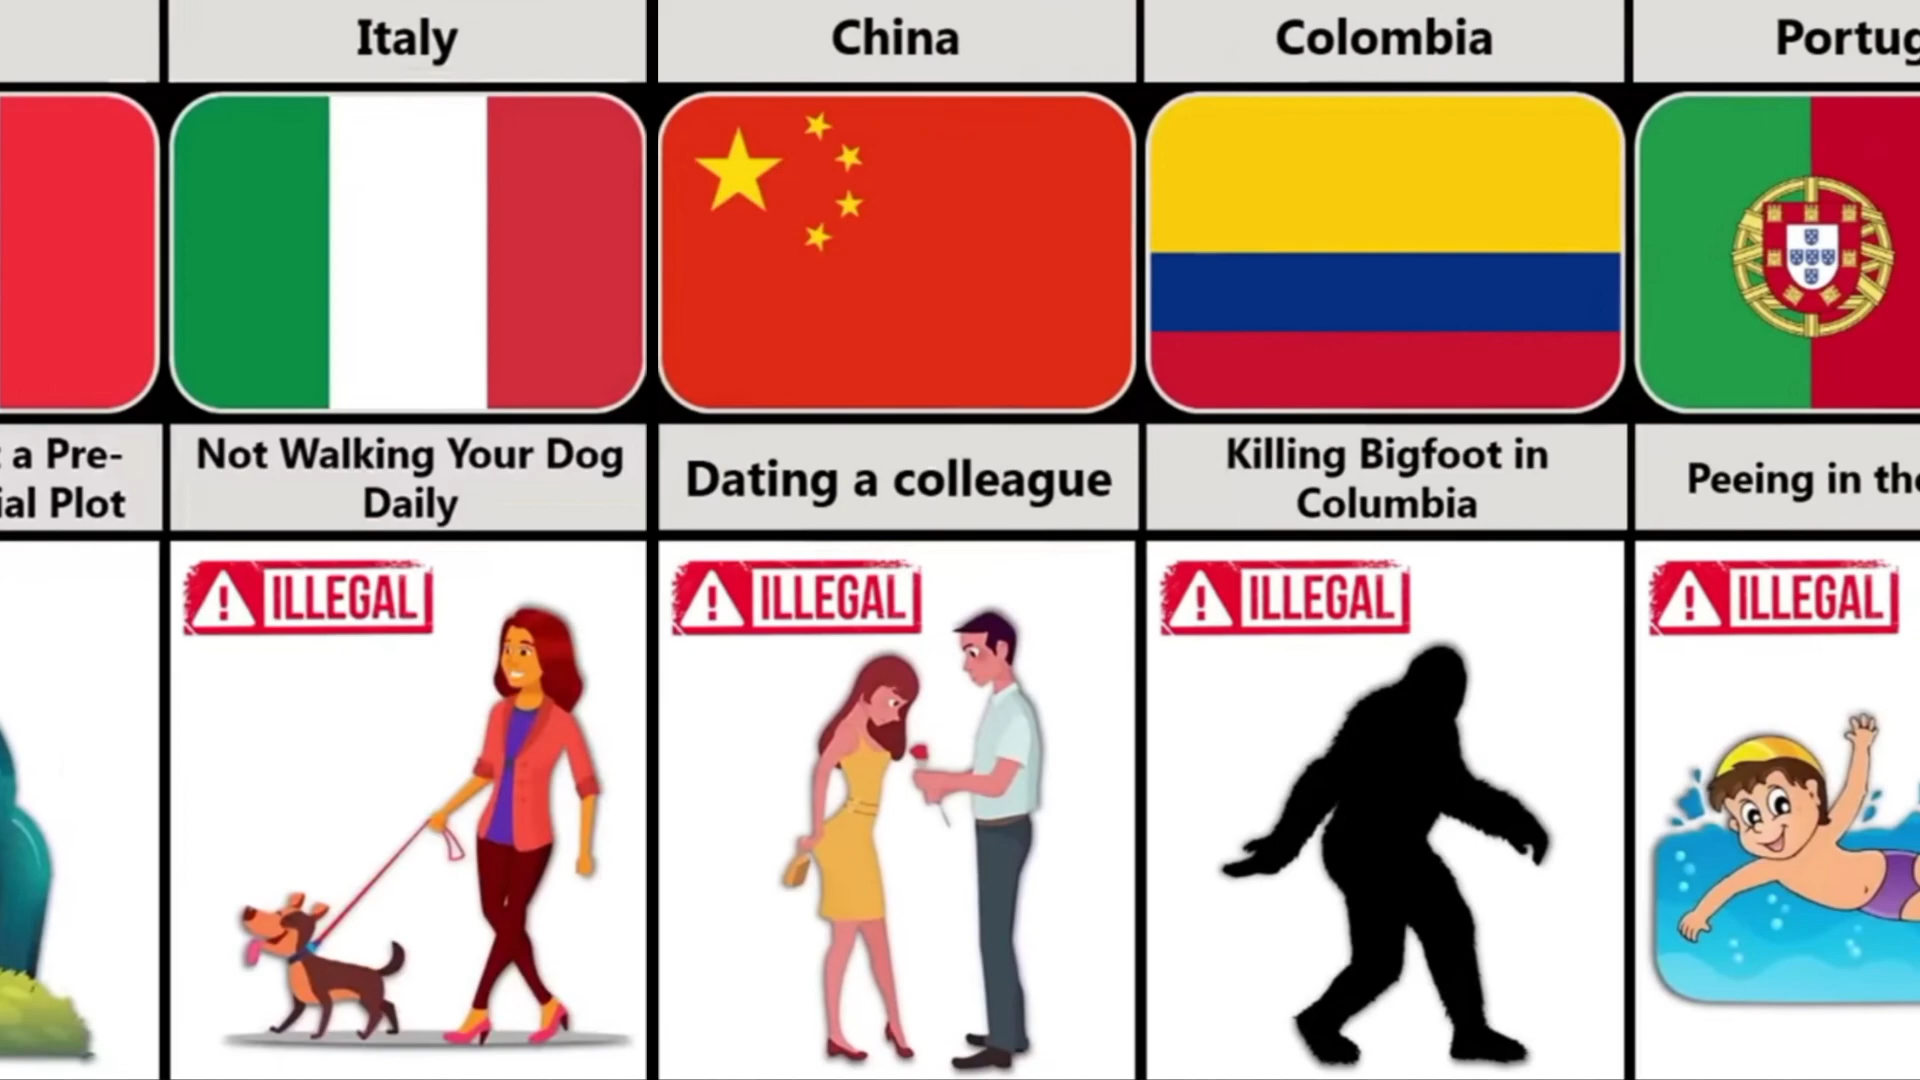 Italy
China
Colombia
Portug
a Pre-
ial Plot
Not Walking Your Dog
Daily
Dating a colleague
Killing Bigfoot in
Columbia
Peeing in the
ILLEGAL
ILLEGAL
ILLEGAL
ILLEGAL